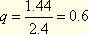 q = 1.44/2.4 = 0.6